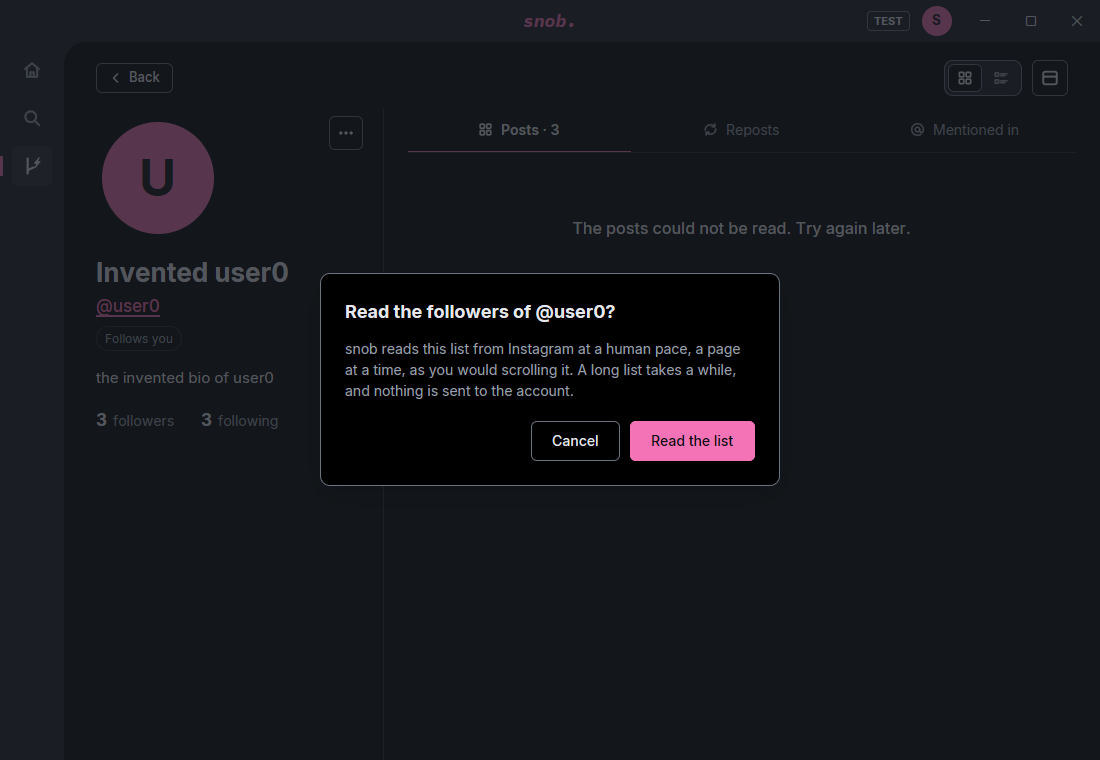 snob.
TEST
S
Back
U
Posts · 3
Reposts
Mentioned in
The posts could not be read. Try again later.
Invented user0
@user0
Follows you
the invented bio of user0
3 followers 3 following
Read the followers of @user0?
snob reads this list from Instagram at a human pace, a page
at a time, as you would scrolling it. A long list takes a while,
and nothing is sent to the account.
Cancel
Read the list